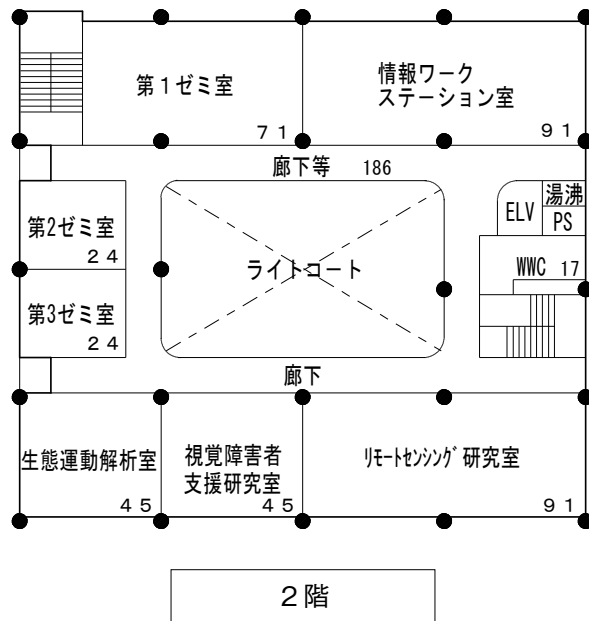 第１ゼミ室
７１
情報ワーク
ステーション室
９１
廊下等 186
湯沸
ELV
PS
第2ゼミ室
２４
ライトコート
WWC 17
第3ゼミ室
２４
廊下
生態運動解析室
４５
視覚障害者
支援研究室
４５
ﾘﾓｰﾄｾﾝｼﾝｸﾞ研究室
９１
２階